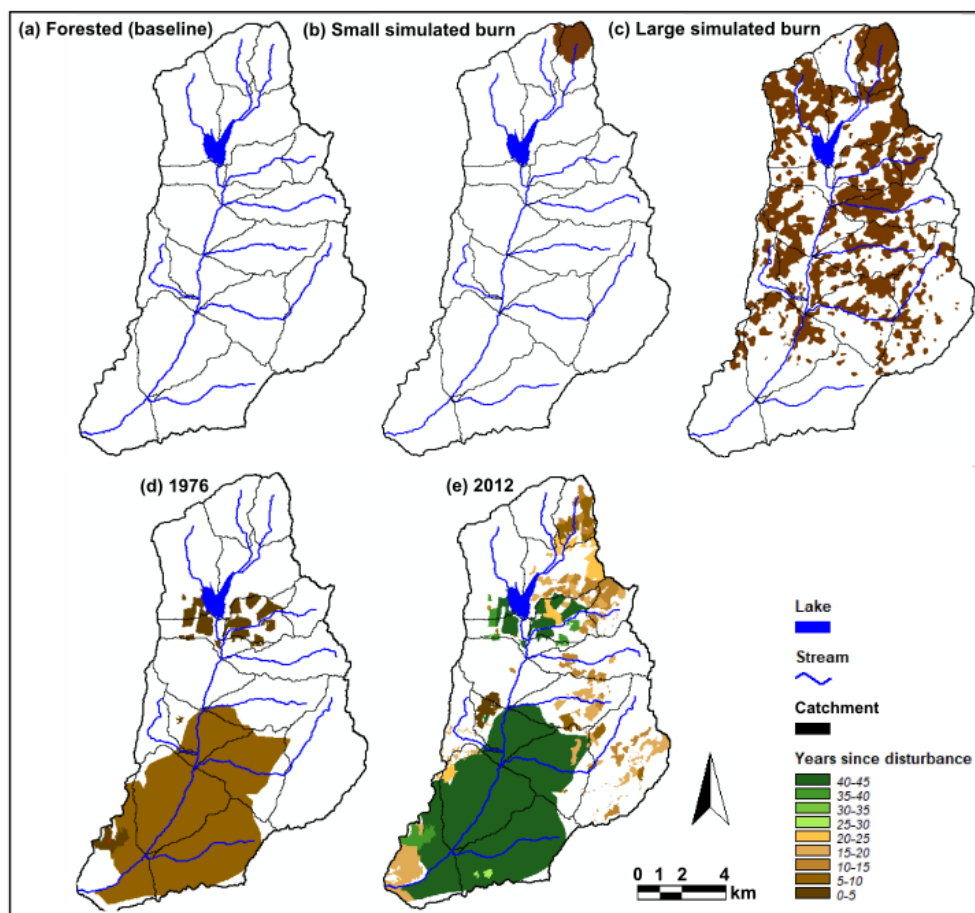 (a) Forested (baseline)
(b) Small simulated burn
(c) Large simulated burn
(d) 1976
(e) 2012
Lake
Stream
Catchment
Years since disturbance
40-45
35-40
30-35
25-30
20-25
15-20
10-15
5-10
0-5
0 1 2 4
km